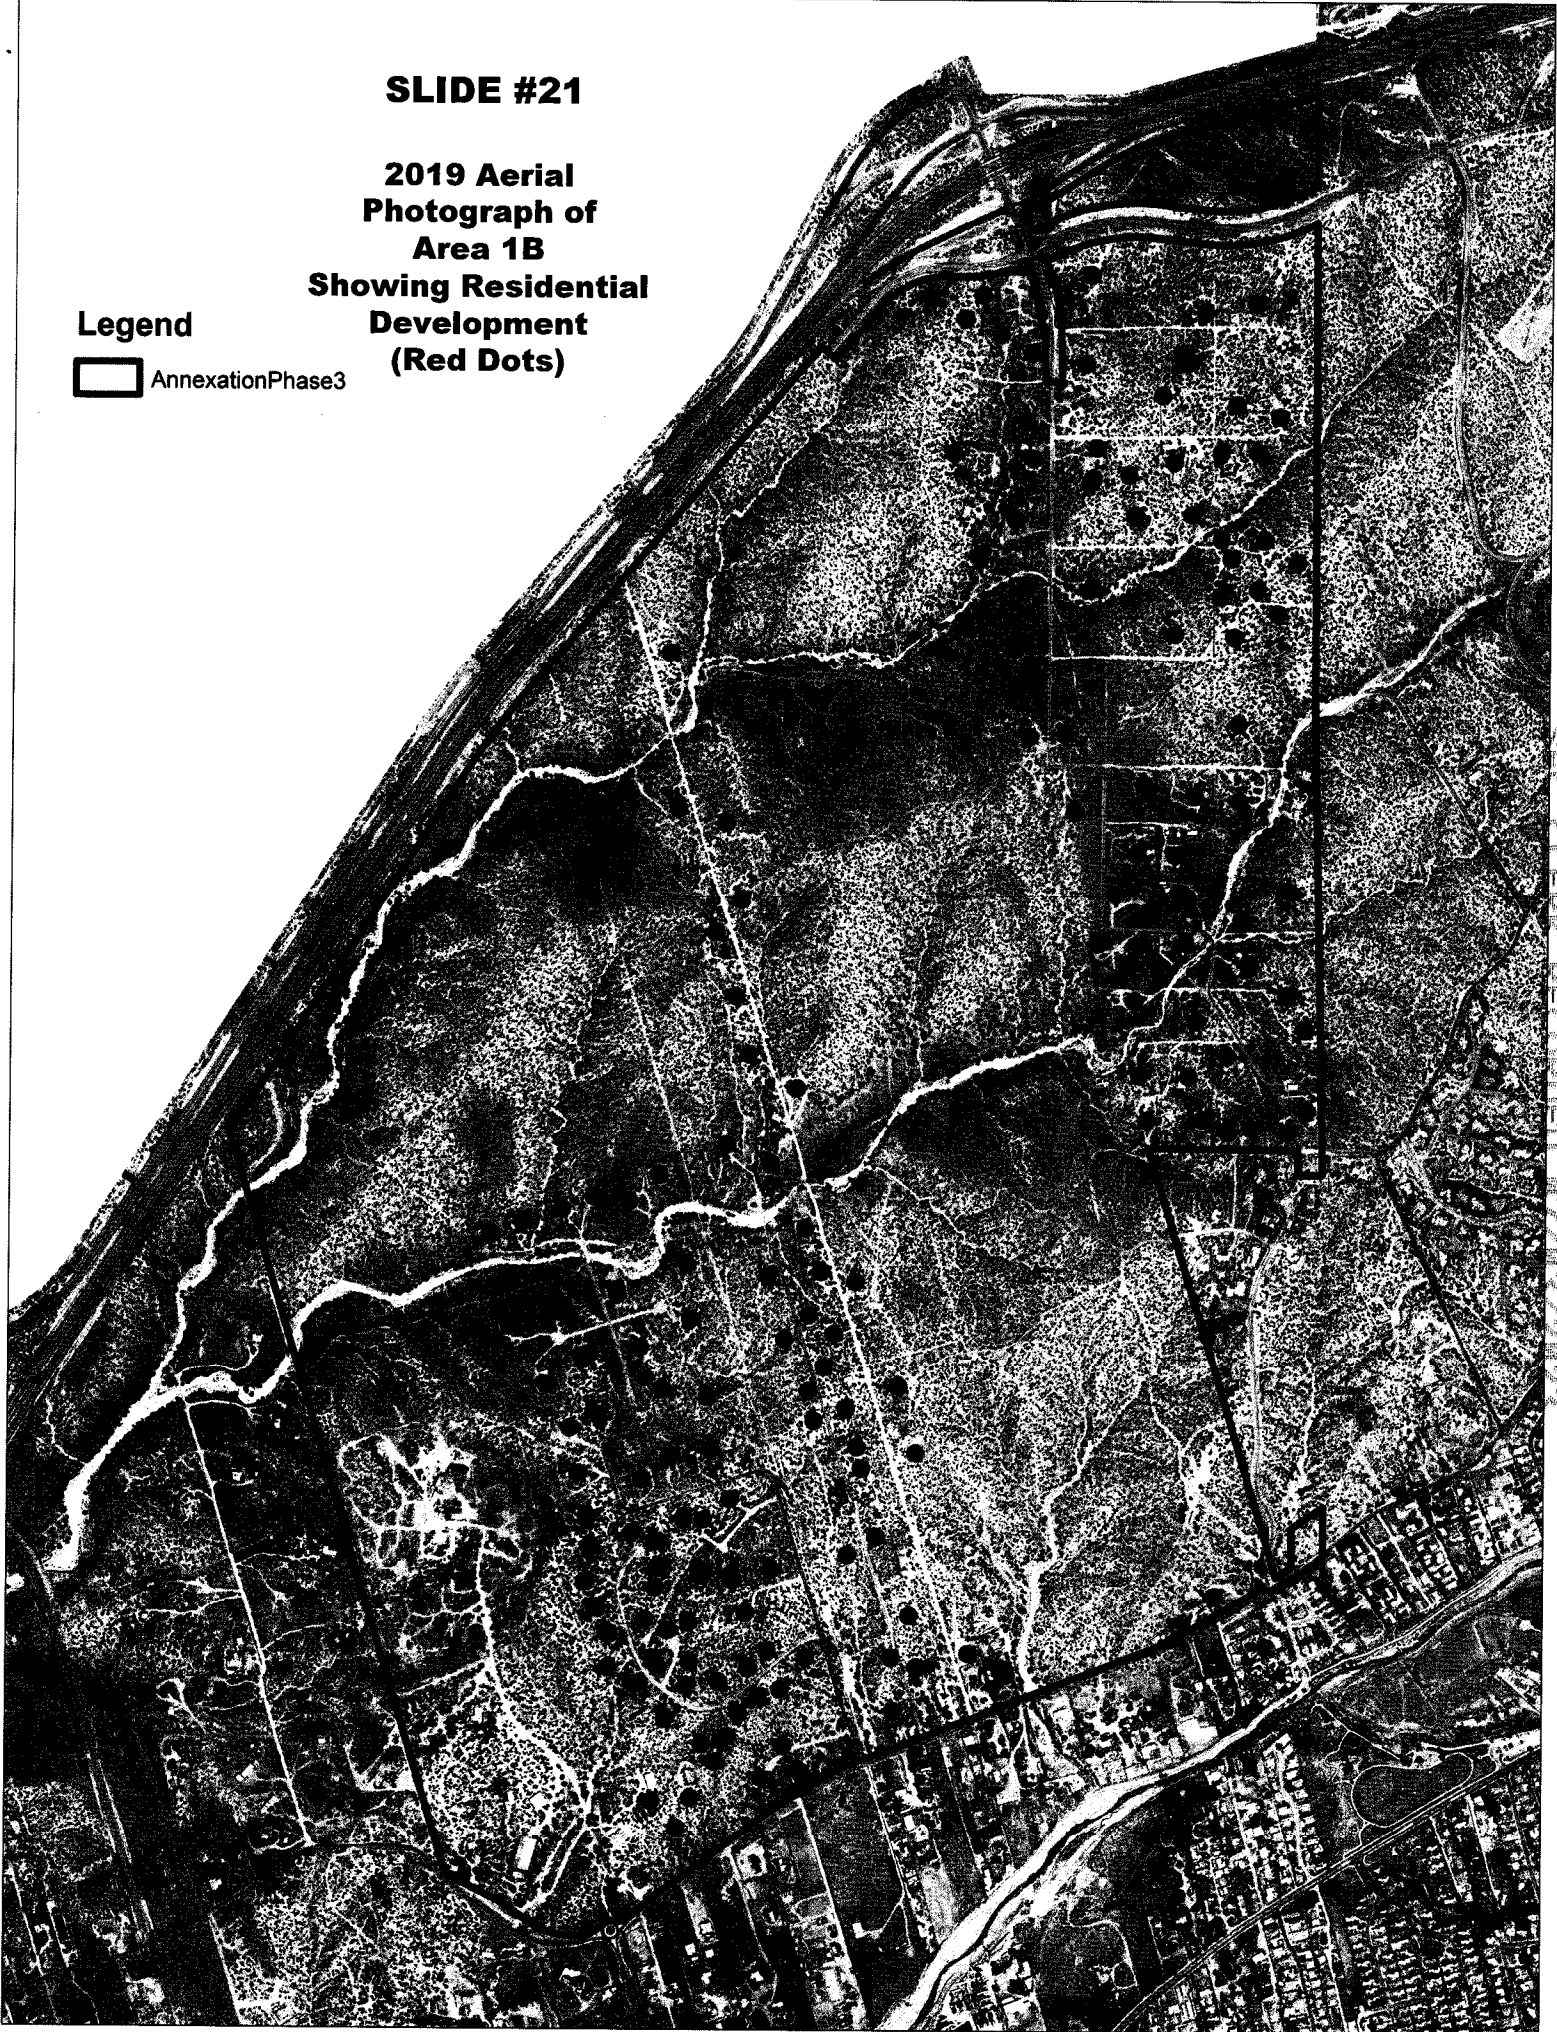 SLIDE #21
2019 Aerial
Photograph of
Area 1B
Showing Residential
Development
(Red Dots)
Legend
AnnexationPhase3